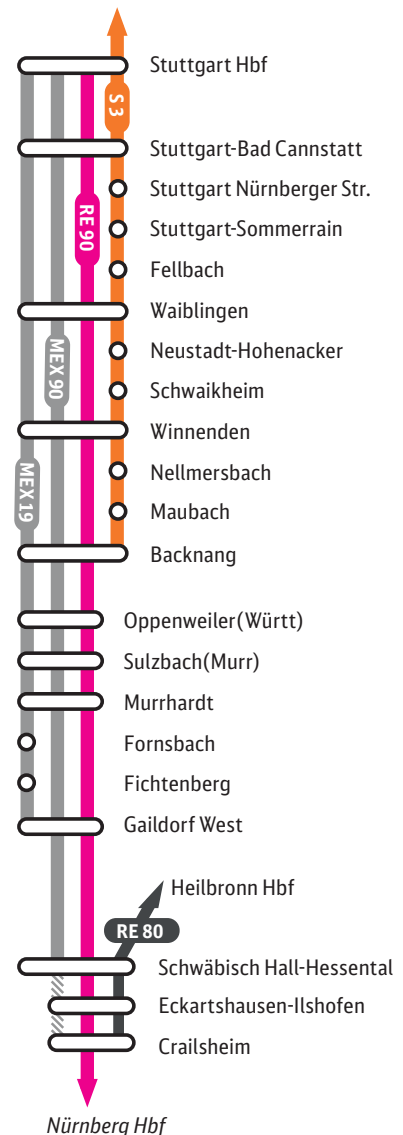 Stuttgart Hbf
S 3
Stuttgart-Bad Cannstatt
Stuttgart Nürnberger Str.
RE 90
Stuttgart-Sommerrain
Fellbach
Waiblingen
Neustadt-Hohenacker
MEX 90
Schwaikheim
Winnenden
Nellmersbach
MEX 19
Maubach
Backnang
Oppenweiler(Württ)
Sulzbach(Murr)
Murrhardt
Fornsbach
Fichtenberg
Gaildorf West
Heilbronn Hbf
RE 80
Schwäbisch Hall-Hessental
Eckartshausen-Ilshofen
Crailsheim
Nürnberg Hbf